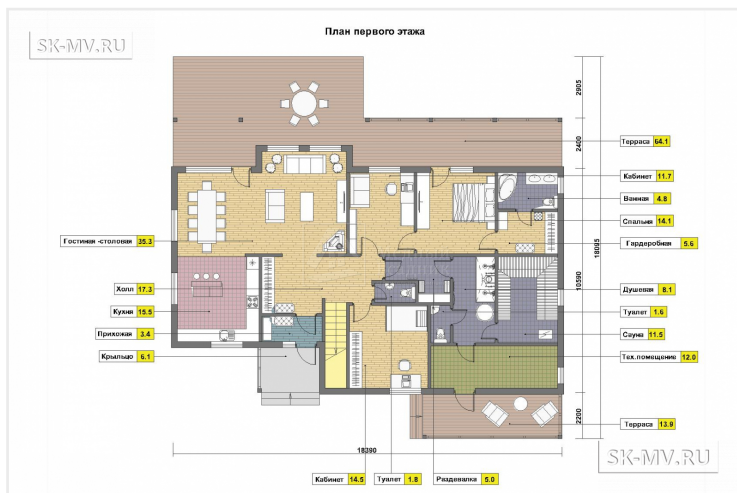 План первого этажа
SK-MV.RU
2905
2400
Терраса 64.1
Кабинет 11.7
Ванная 4.8
Спальня 14.1
Гардеробная 5.6
Гостиная -столовая 35.3
18095
10590
Холл 17.3
Душевая 8.1
Кухня 15.5
Туалет 1.6
Прихожая 3.4
Сауна 11.5
Крыльцо 6.1
Тех.помещение 12.0
2200
Терраса 13.9
18390
SK-MV.RU
Кабинет 14.5
Туалет 1.8
Раздевалка 5.0